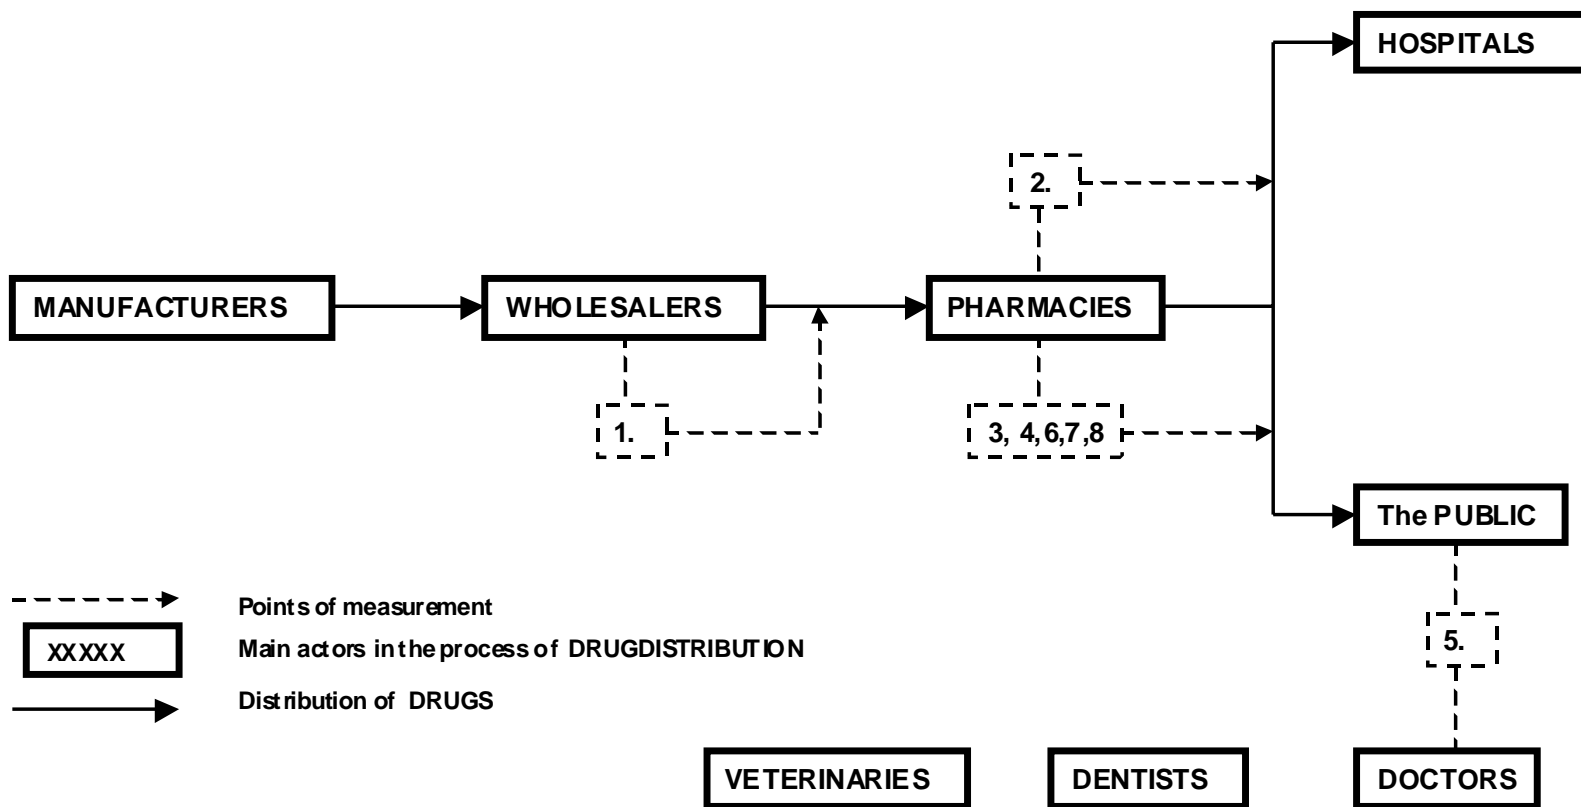 HOSPITALS
2.
MANUFACTURERS
WHOLESALERS
PHARMACIES
1.
3, 4,6,7,8
The PUBLIC
Points of measurement
XXXXX
Main actors in the process of DRUGDISTRIBUTION
5.
Distribution of DRUGS
VETERINARIES
DENTISTS
DOCTORS